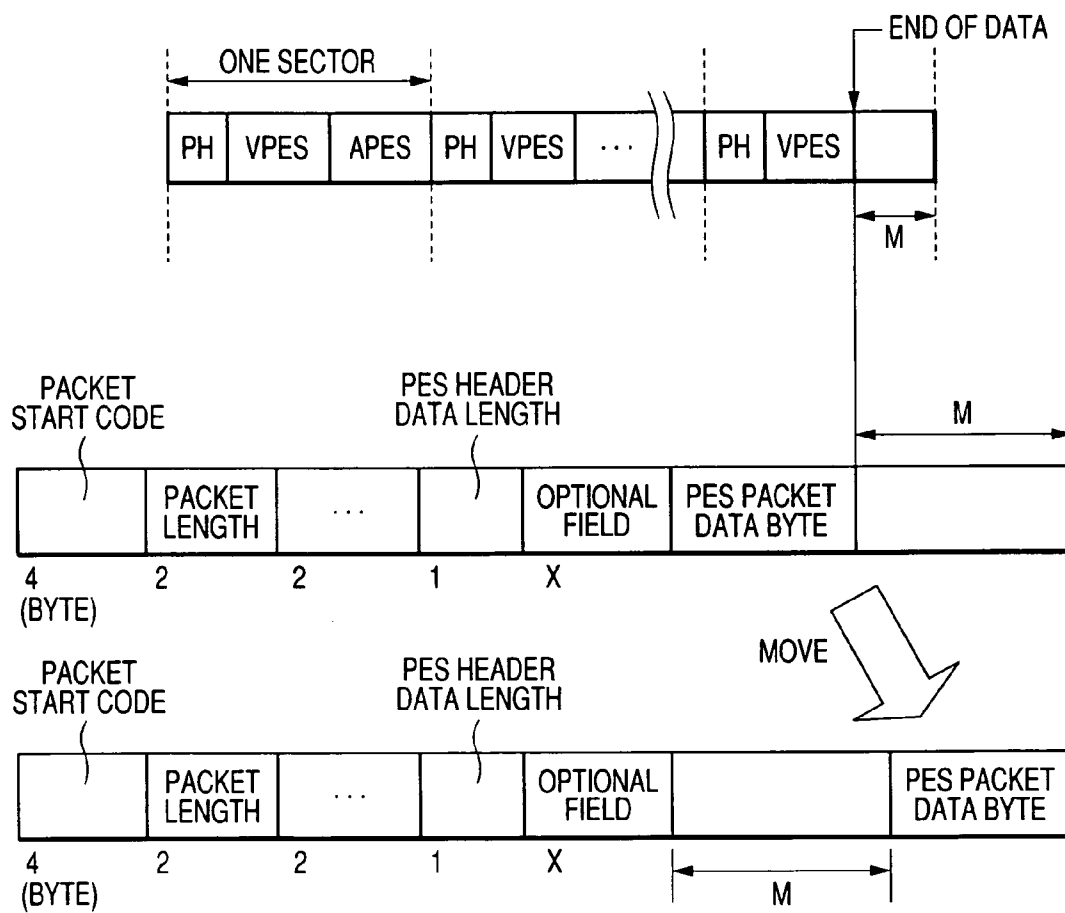 END OF DATA
ONE SECTOR
PH VPES APES PH VPES ... PH VPES
M
PACKET
START CODE
PES HEADER
DATA LENGTH
M
PACKET
LENGTH
...
OPTIONAL
FIELD
PES PACKET
DATA BYTE
4 2 2 1 X
(BYTE)
MOVE
PACKET
START CODE
PES HEADER
DATA LENGTH
PACKET
LENGTH
...
OPTIONAL
FIELD
PES PACKET
DATA BYTE
4 2 2 1 X
(BYTE)
M